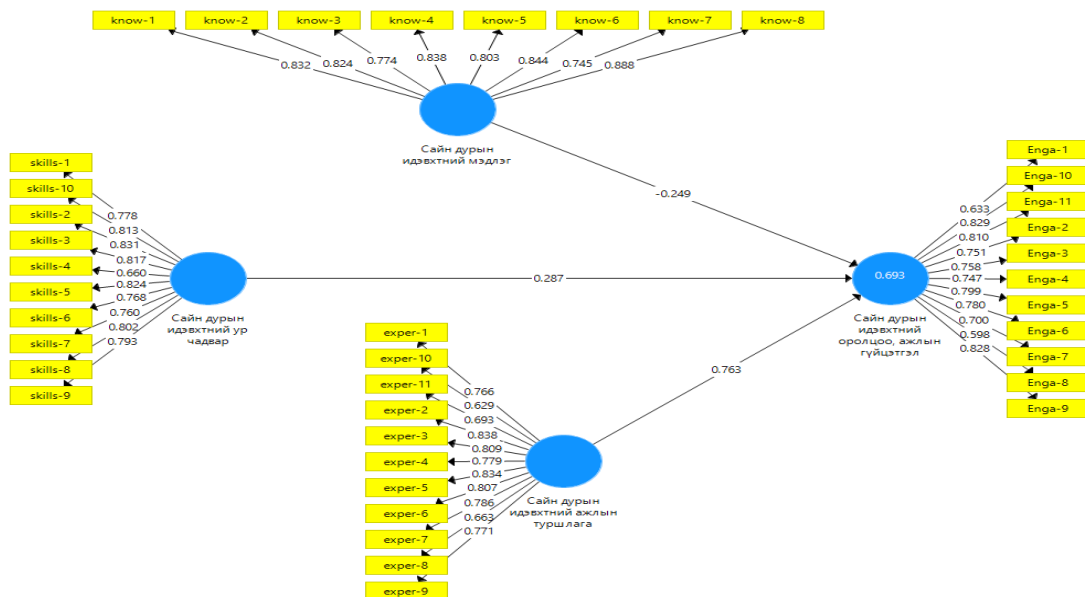 know-1 know-2 know-3 know-4 know-5 know-6 know-7 know-8
0.832 0.824 0.774 0.838 0.803 0.844 0.745 0.888
Сайн дурын
идэвхтний мэдлэг
-0.249
skills-1
skills-10
skills-2
skills-3
skills-4
skills-5
skills-6
skills-7
skills-8
skills-9
0.778
0.813
0.831
0.817
0.660
0.824
0.768
0.760
0.802
0.793
Сайн дурын
идэвхтний ур
чадвар
0.287
exper-1
exper-10
exper-11
exper-2
exper-3
exper-4
exper-5
exper-6
exper-7
exper-8
exper-9
0.766
0.629
0.693
0.838
0.809
0.779
0.834
0.807
0.786
0.663
0.771
Сайн дурын
идэвхтний ажлын
туршлага
0.763
0.693
Сайн дурын
идэвхтний
оролцоо, ажлын
гүйцэтгэл
0.633
0.829
0.810
0.751
0.758
0.747
0.799
0.780
0.700
0.598
0.828
Enga-1
Enga-10
Enga-11
Enga-2
Enga-3
Enga-4
Enga-5
Enga-6
Enga-7
Enga-8
Enga-9